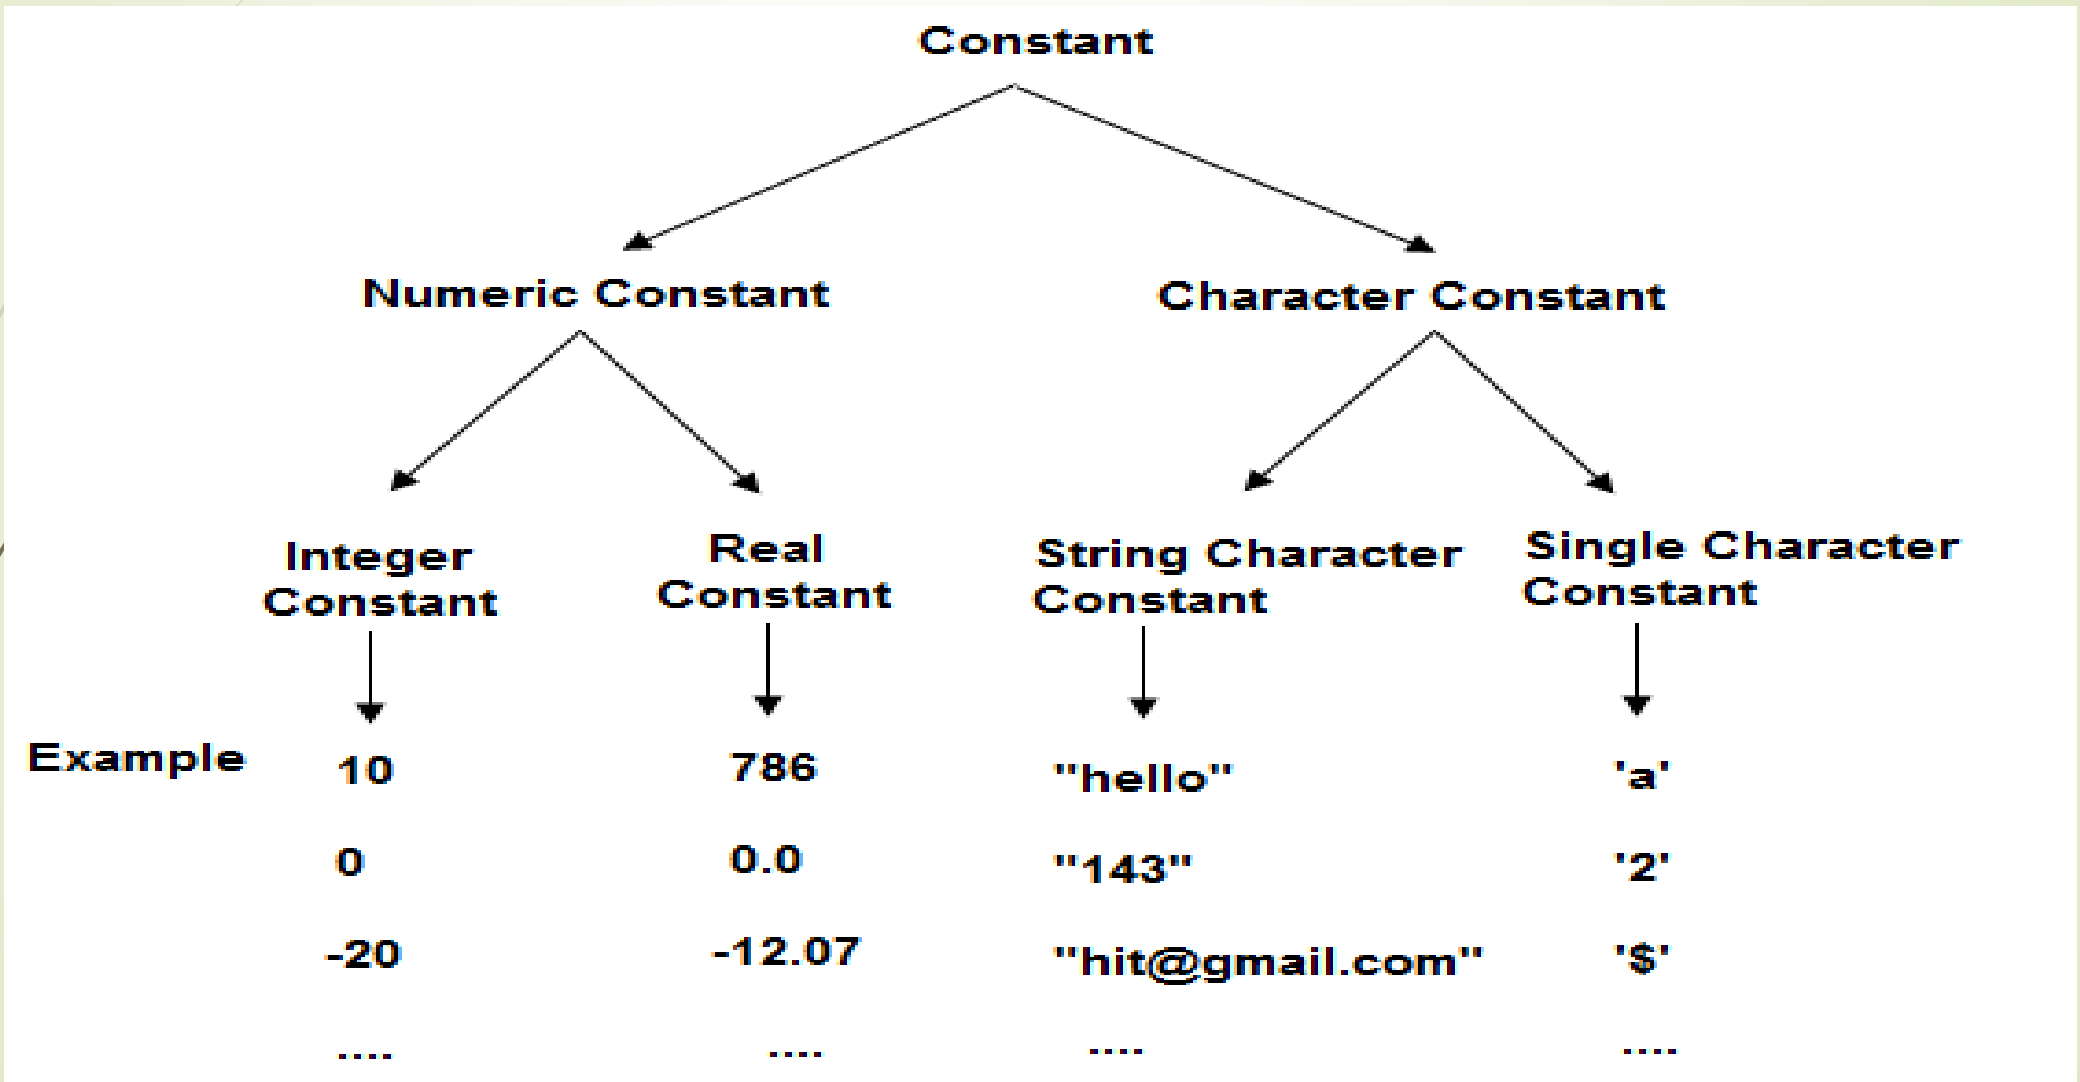 Constant
Numeric Constant
Character Constant
Integer
Constant
Real
Constant
String Character
Constant
Single Character
Constant
Example
10
786
"hello"
'a'
0
0.0
"143"
'2'
-20
-12.07
"hit@gmail.com"
'$'
....
....
....
....